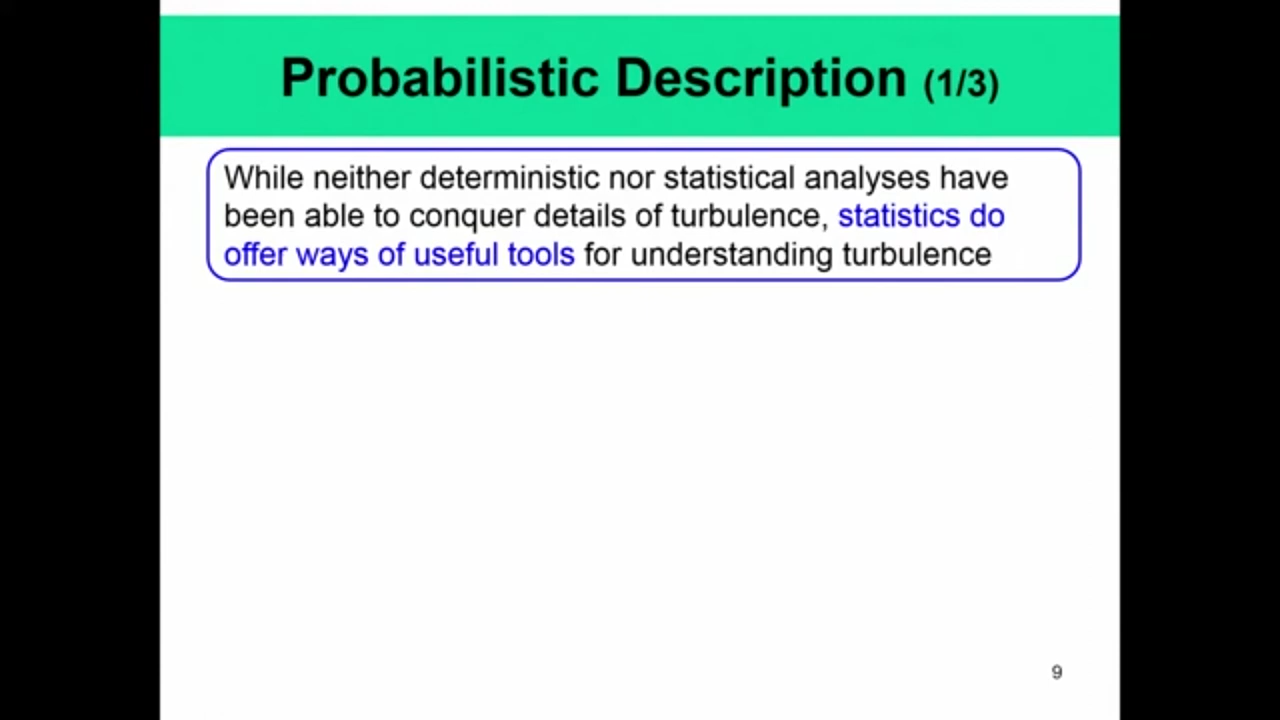 Probabilistic Description (1/3)
While neither deterministic nor statistical analyses have
been able to conquer details of turbulence, statistics do
offer ways of useful tools for understanding turbulence
9